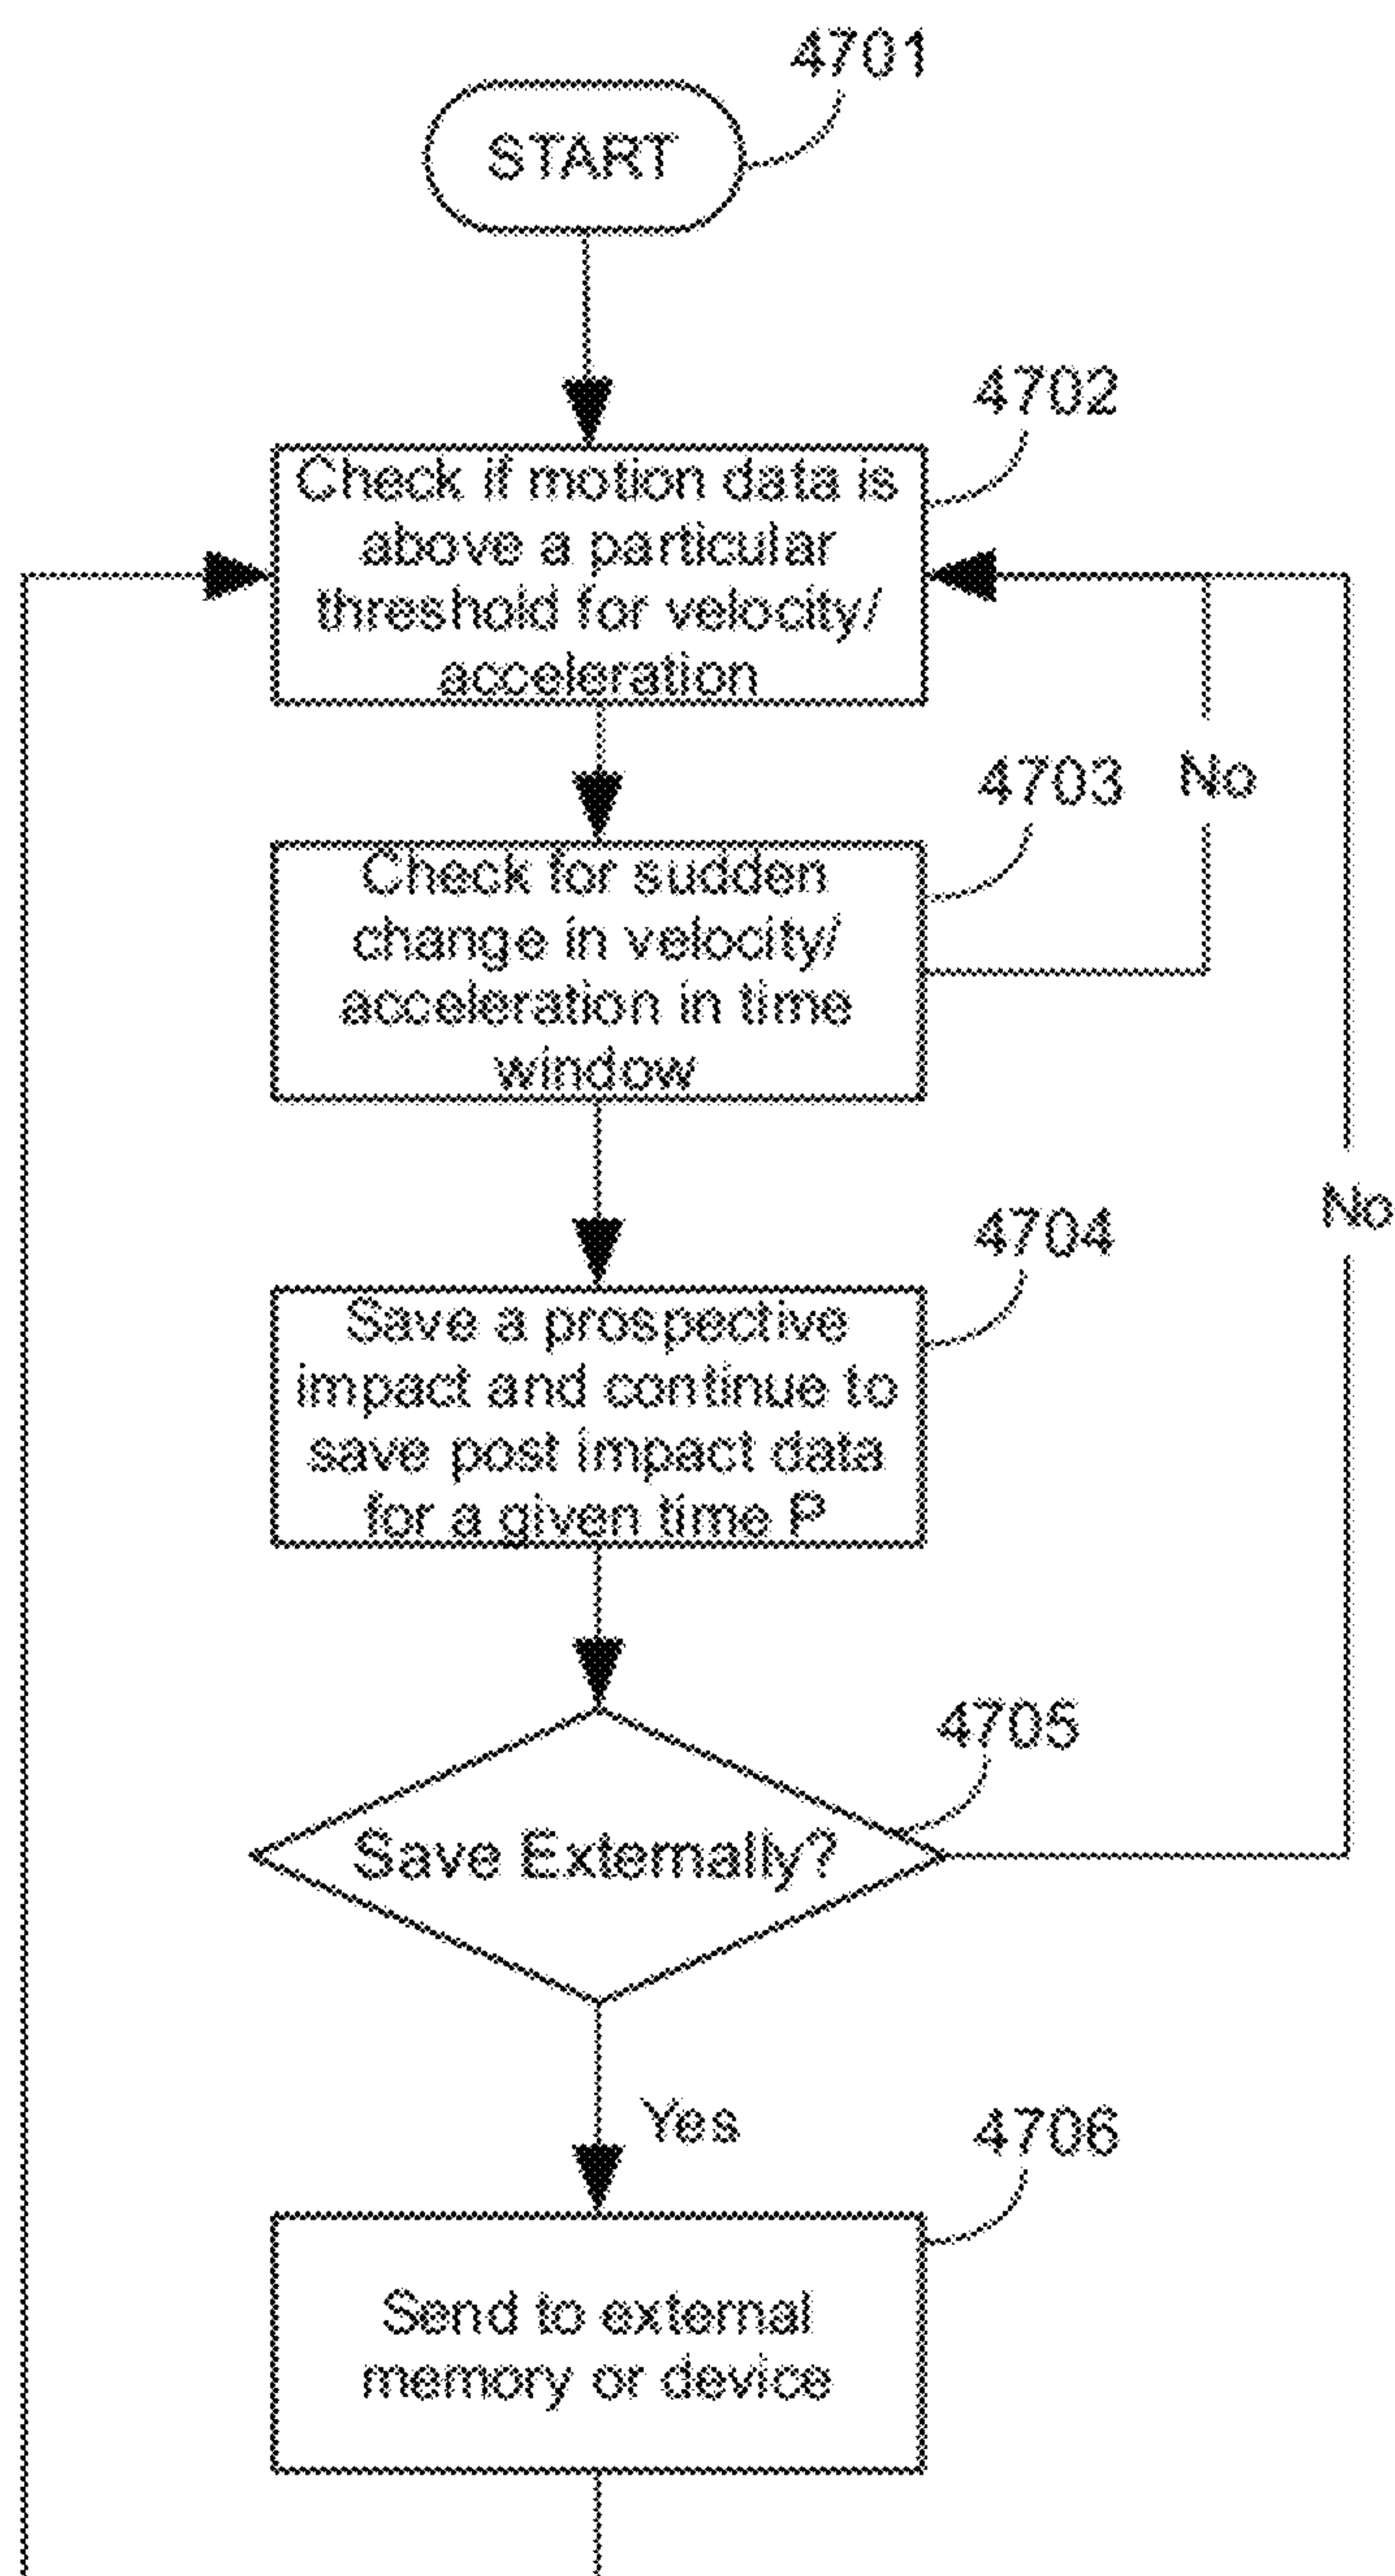 4701
START
4702
Check if motion data is
above a particular
threshold for velocity/
acceleration
4703
No
Check for sudden
change in velocity/
acceleration in time
window
No
4704
Save a prospective
impact and continue to
save post impact data
for a given time P
4705
Save Externally?
Yes
4706
Send to external
memory or device